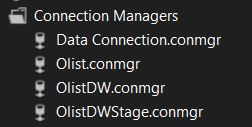 Connection Managers
Data Connection.conmgr
Olist.conmgr
OlistDW.conmgr
OlistDWStage.conmgr